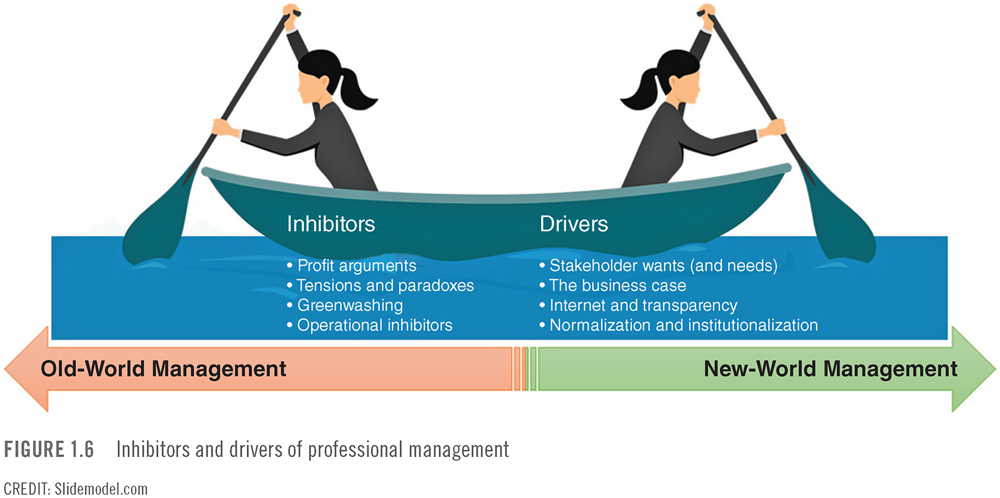 Inhibitors
• Profit arguments
• Tensions and paradoxes
• Greenwashing
• Operational inhibitors
Drivers
• Stakeholder wants (and needs)
• The business case
• Internet and transparency
• Normalization and institutionalization
Old-World Management
New-World Management
FIGURE 1.6 Inhibitors and drivers of professional management
CREDIT: Slidemodel.com